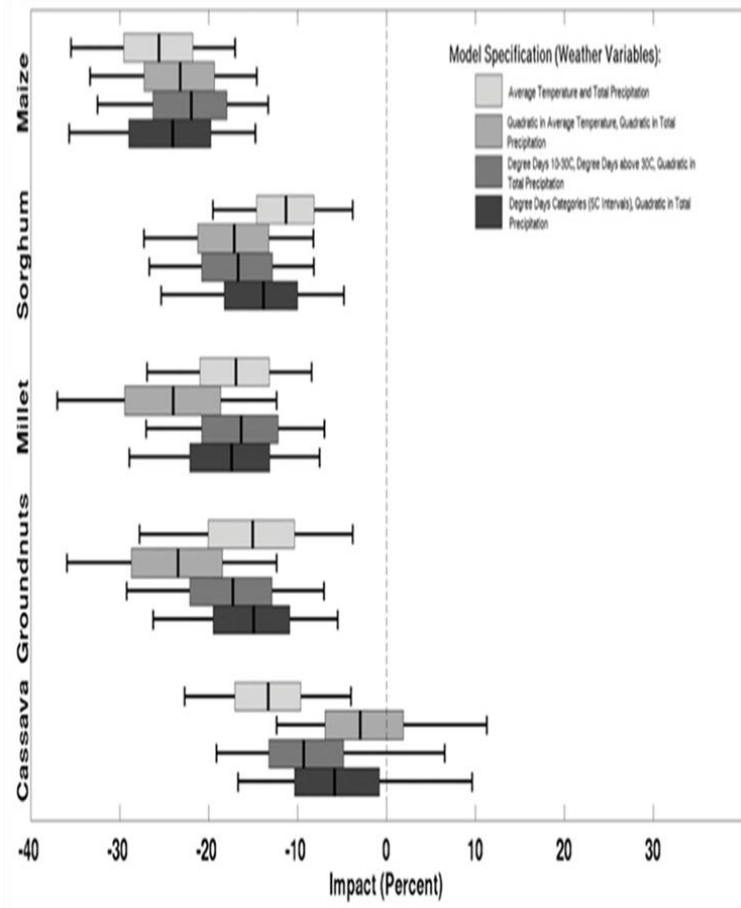 Model Specification (Weather Variables):
Average Temperature and Total Precipitation
Quadratic in Average Temperature, Quadratic in Total
Precipitation
Degree Days 10-30C, Degree Days above 30C, Quadratic in
Total Precipitation
Degree Days Categories (5C Intervals), Quadratic in Total
Precipitation
Maize
Sorghum
Millet
Groundnuts
Cassava
-40 -30 -20 -10 0 10 20 30
Impact (Percent)